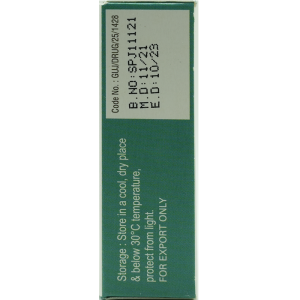 Code No. : GUJ/DRUG/25/1428
B.NO:SPJ11121
M.D:11/21
E.D:10/23
Storage : Store in a cool, dry place
& below 30°C temperature,
protect from light.
FOR EXPORT ONLY